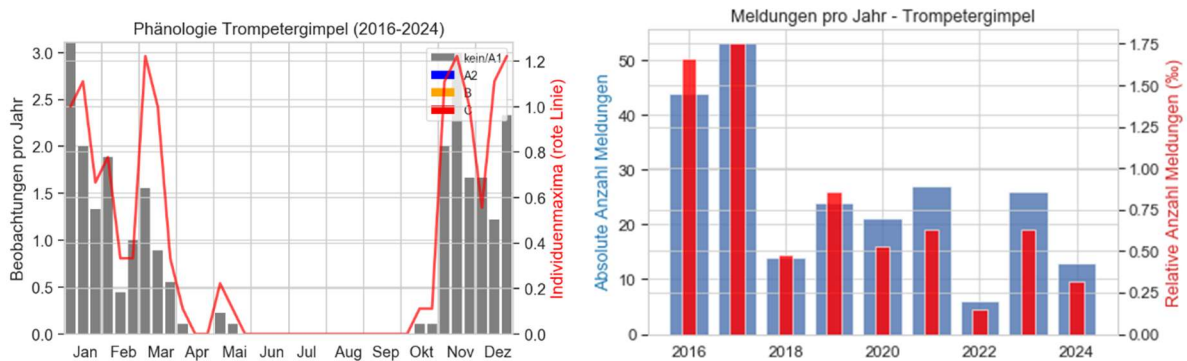 Phänologie Trompetergimpel (2016-2024)
Beobachtungen pro Jahr
3.0
2.5
2.0
1.5
1.0
0.5
0.0
kein/A1
A2
B
C
1.2
1.0
0.8
0.6
0.4
0.2
0.0
Individuenmaxima (rote Linie)
Jan Feb Mar Apr Mai Jun Jul Aug Sep Okt Nov Dez
Meldungen pro Jahr - Trompetergimpel
Absolute Anzahl Meldungen
50
40
30
20
10
0
1.75
1.50
1.25
1.00
0.75
0.50
0.25
0.00
Relative Anzahl Meldungen (‰)
2016 2018 2020 2022 2024